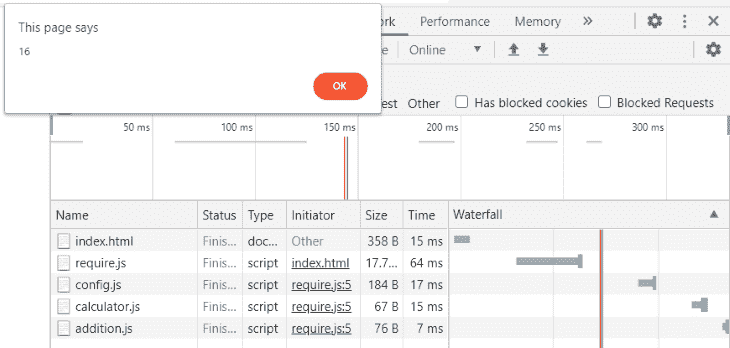 This page says
16
OK
rk Performance Memory »
e Online
est Other Has blocked cookies Blocked Requests
50 ms 100 ms 150 ms 200 ms 250 ms 300 ms
Name Status Type Initiator Size Time Waterfall
index.html Finis... doc... Other 358 B 15 ms
require.js Finis... script index.html 17.7... 64 ms
config.js Finis... script require.js:5 184 B 17 ms
calculator.js Finis... script require.js:5 67 B 15 ms
addition.js Finis... script require.js:5 76 B 7 ms